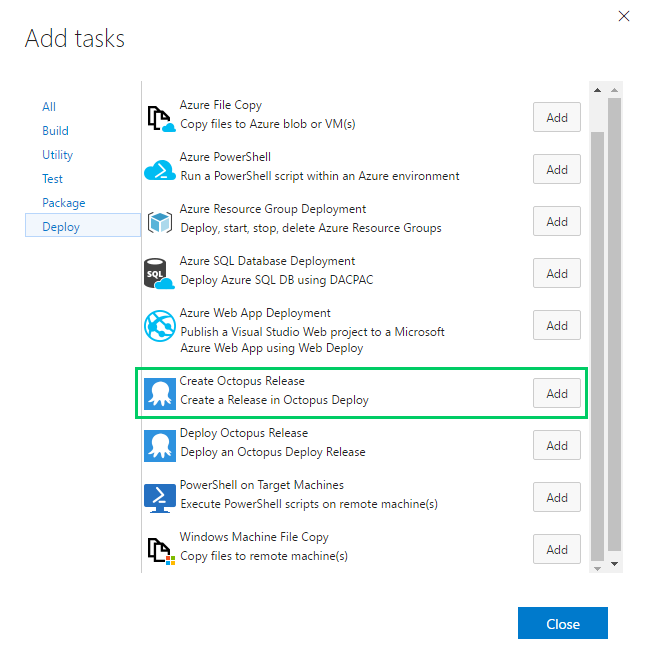 Add tasks
All
Build
Utility
Test
Package
Deploy
Azure File Copy
Copy files to Azure blob or VM(s)
Add
Azure PowerShell
Run a PowerShell script within an Azure environment
Add
Azure Resource Group Deployment
Deploy, start, stop, delete Azure Resource Groups
Add
SQL
Azure SQL Database Deployment
Deploy Azure SQL DB using DACPAC
Add
Azure Web App Deployment
Publish a Visual Studio Web project to a Microsoft
Azure Web App using Web Deploy
Add
Create Octopus Release
Create a Release in Octopus Deploy
Add
Deploy Octopus Release
Deploy an Octopus Deploy Release
Add
PowerShell on Target Machines
Execute PowerShell scripts on remote machine(s)
Add
Windows Machine File Copy
Copy files to remote machine(s)
Add
Close